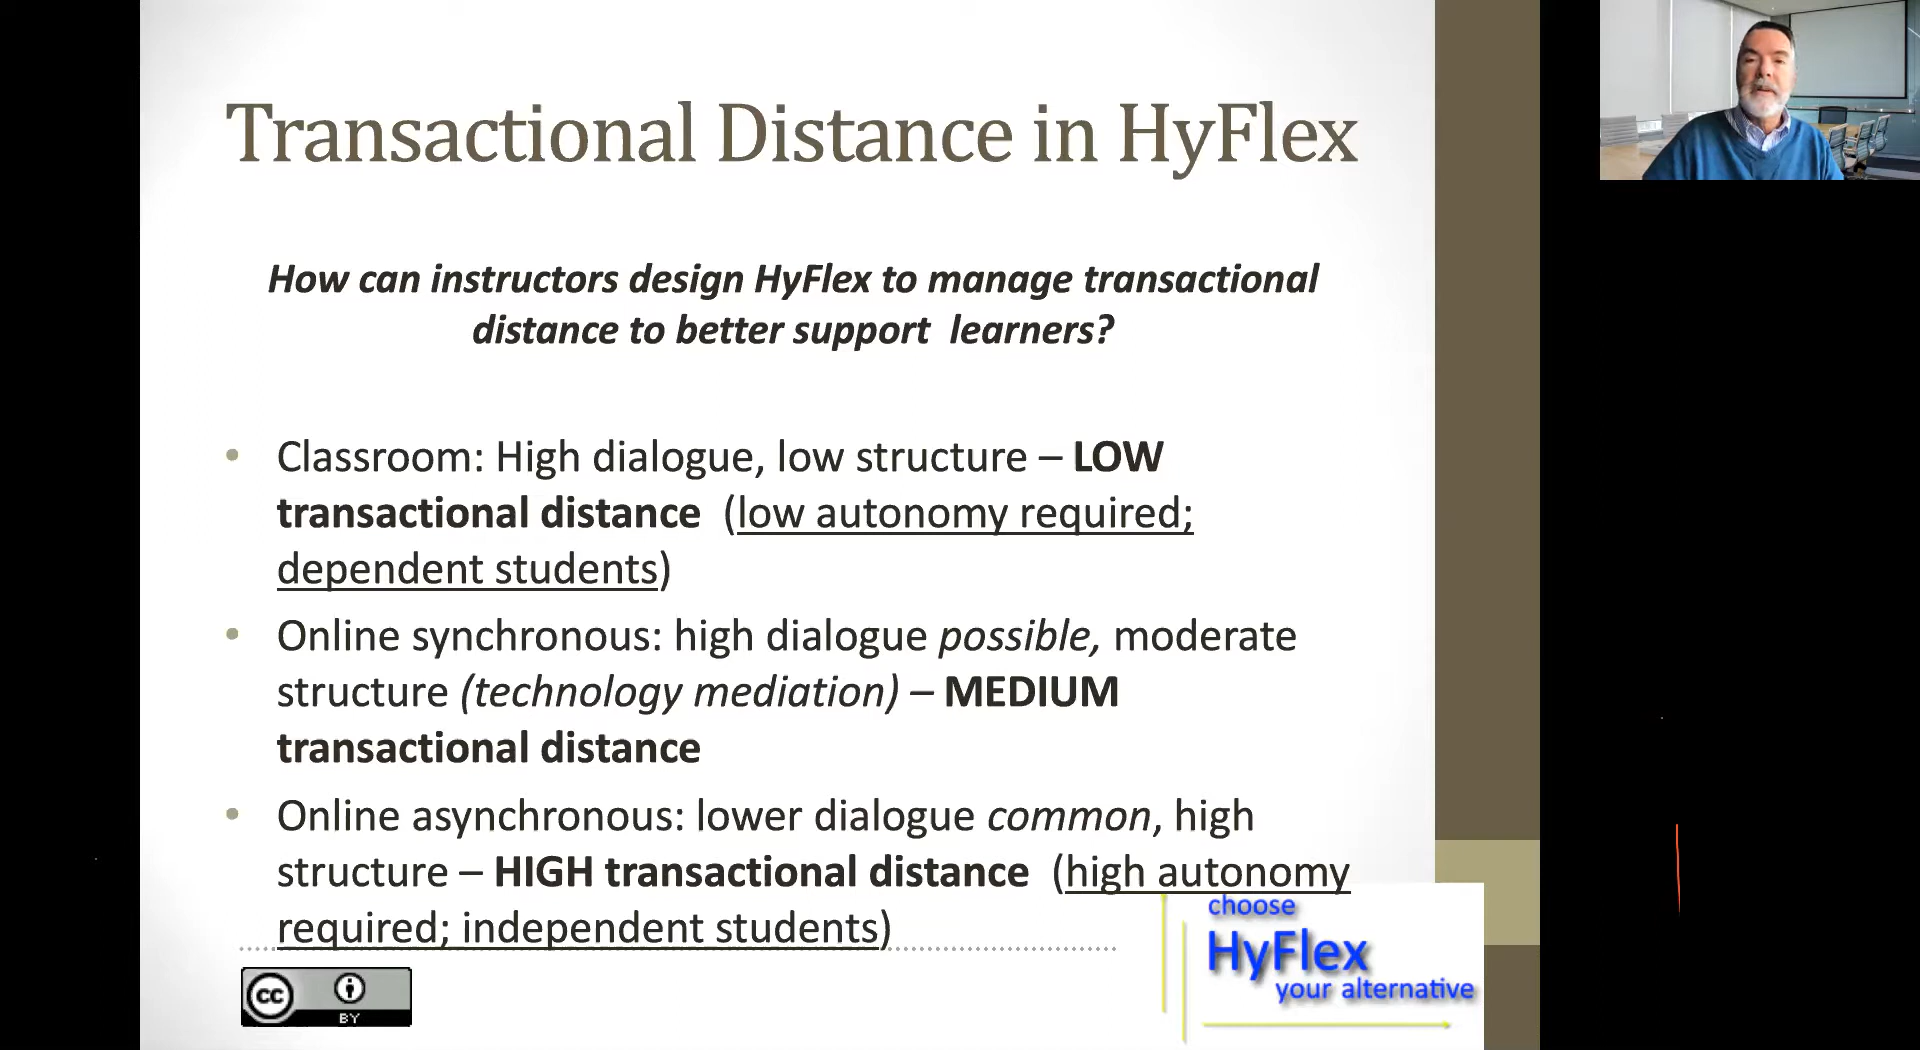 Transactional Distance in HyFlex
How can instructors design HyFlex to manage transactional
distance to better support learners?
• Classroom: High dialogue, low structure – LOW
transactional distance (low autonomy required;
dependent students)
• Online synchronous: high dialogue possible, moderate
structure (technology mediation) – MEDIUM
transactional distance
• Online asynchronous: lower dialogue common, high
structure – HIGH transactional distance (high autonomy
required; independent students)
cc
BY
choose
HyFlex
your alternative